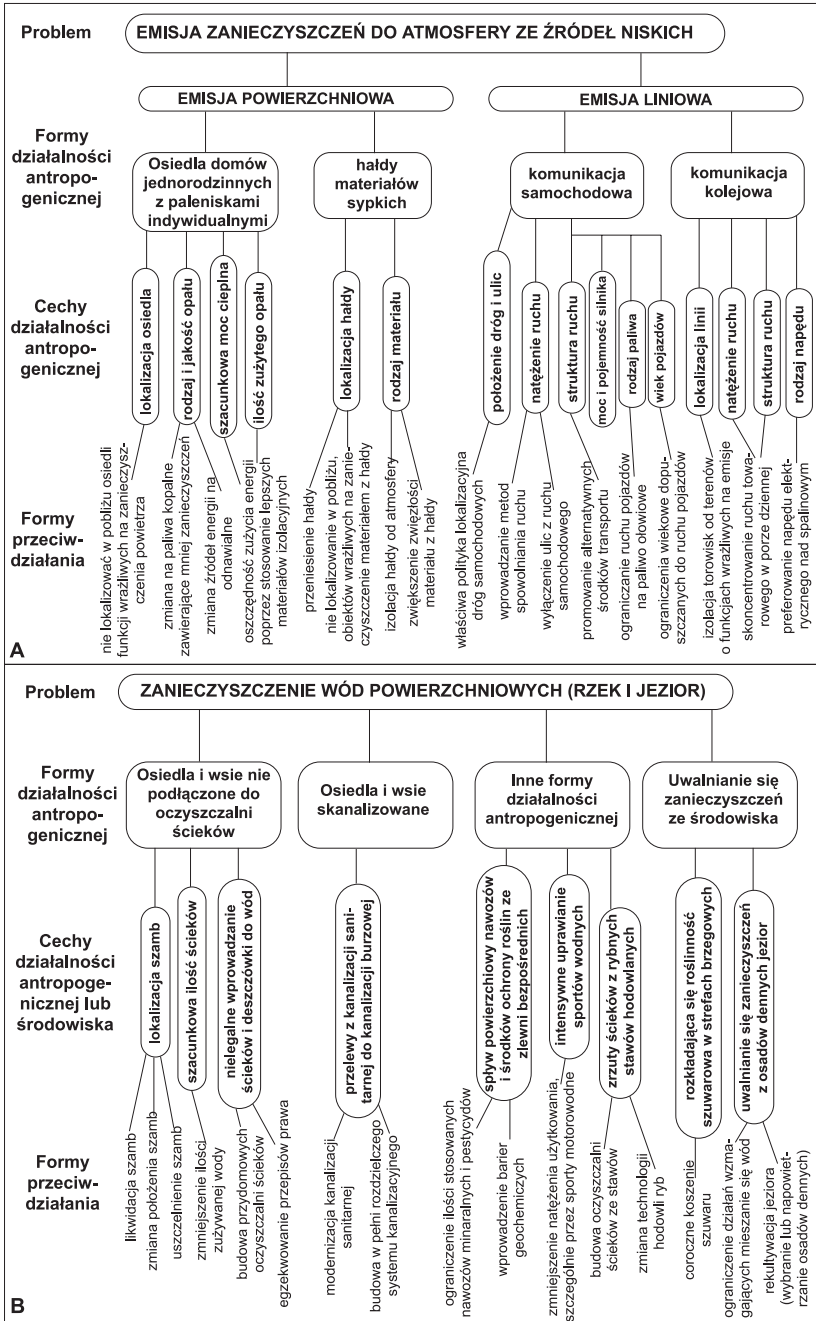 Problem
EMISJA ZANIECZYSZCZEŃ DO ATMOSFERY ZE ŹRÓDEŁ NISKICH
EMISJA POWIERZCHNIOWA
EMISJA LINIOWA
Formy
działalności
antropo-
genicznej
Osiedla domów
jednorodzinnych
z paleniskami
indywidualnymi
hałdy
materiałów
sypkich
komunikacja
samochodowa
komunikacja
kolejowa
Cechy
działalności
antropo-
genicznej
lokalizacja osiedla
rodzaj i jakość opału
szacunkowa moc cieplna
ilość zużytego opału
lokalizacja hałdy
rodzaj materiału
położenie dróg i ulic
natężenie ruchu
struktura ruchu
moc i pojemność silnika
rodzaj paliwa
wiek pojazdów
lokalizacja linii
natężenie ruchu
struktura ruchu
rodzaj napędu
Formy
przeciw-
działania
nie lokalizować w pobliżu osiedli
funkcji wrażliwych na zanieczysz-
czenia powietrza
zmiana na paliwa kopalne
zawierające mniej zanieczyszczeń
zmiana źródeł energii na
odnawialne
oszczędność zużycia energii
poprzez stosowanie lepszych
materiałów izolacyjnych
przeniesienie hałdy
nie lokalizowanie w pobliżu,
obiektów wrażliwych na zanie-
czyszczenie materiałem z hałdy
izolacja hałdy od atmosfery
zwiększenie zwięzłości
materiału z hałdy
właściwa polityka lokalizacyjna
dróg samochodowych
wprowadzanie metod
spowolniania ruchu
wyłączenie ulic z ruchu
samochodowego
promowanie alternatywnych
środków transportu
ograniczanie ruchu pojazdów
na paliwo ołowiowe
ograniczenia wiekowe dopu-
szczanych do ruchu pojazdów
izolacja torowisk od terenów
o funkcjach wrażliwych na emisje
skoncentrowanie ruchu towa-
rowego w porze dziennej
preferowanie napędu elekt-
rycznego nad spalinowym
A
Problem
ZANIECZYSZCZENIE WÓD POWIERZCHNIOWYCH (RZEK I JEZIOR)
Formy
działalności
antropo-
genicznej
Osiedla i wsie nie
podłączone do
oczyszczalni
ścieków
Osiedla i wsie
skanalizowane
Inne formy
działalności
antropogenicznej
Uwalnianie się
zanieczyszczeń
ze środowiska
Cechy
działalności
antropoge-
nicznej lub
środowiska
lokalizacja szamb
szacunkowa ilość ścieków
nielegalne wprowadzanie
ścieków i deszczówki do wód
przelewy z kanalizacji sani-
tarnej do kanalizacji burzowej
spływ powierzchiowy nawozów
i środków ochrony roślin ze
zlewni bezpośrednich
intensywne uprawianie
sportów wodnych
zrzuty ścieków z rybnych
stawów hodowlanych
rozkładająca się roślinność
szuwarowa w strefach brzegowych
uwalnianie się zanieczyszczeń
z osadów dennych jezior
Formy
przeciw-
działania
likwidacja szamb
zmiana położenia szamb
uszczelnienie szamb
zmniejszenie ilości
zużywanej wody
budowa przydomowych
oczyszczalni ścieków
egzekwowanie przepisów prawa
modernizacja kanalizacji
sanitarnej
budowa w pełni rozdzielczego
systemu kanalizacyjnego
ograniczenie ilości stosowanych
nawozów minaralnych i pestycydów
wprowadzenie barier
geochemiczych
zmniejszenie natężenia użytkowania,
szczególnie przez sporty motorowodne
budowa oczyszczalni
ścieków ze stawów
zmiana technologii
hodowli ryb
coroczne koszenie
szuwaru
ograniczenie działań wzma-
gających mieszanie się wód
rekultywacja jeziora
(wybranie lub napowiet-
rzanie osadów dennych)
B